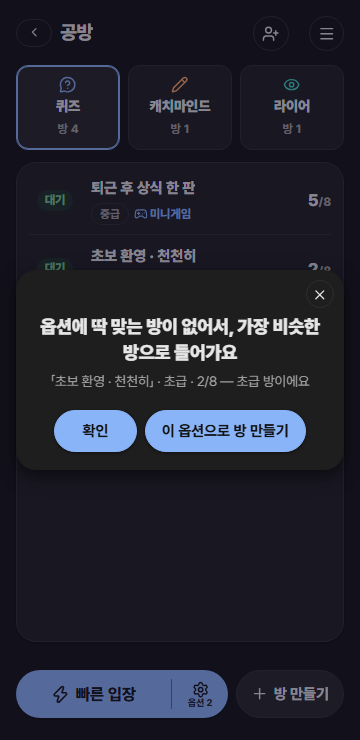 공방
퀴즈
방 4
캐치마인드
방 1
라이어
방 1
대기
퇴근 후 상식 한 판
중급
미니게임
5/8
대기
초보 환영 · 천천히
2/8
옵션에 딱 맞는 방이 없어서, 가장 비슷한
방으로 들어가요
「초보 환영 · 천천히」 · 초급 · 2/8 — 초급 방이에요
확인
이 옵션으로 방 만들기
빠른 입장
옵션 2
방 만들기